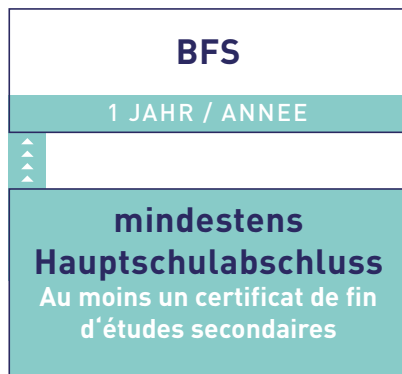 BFS
1 JAHR / ANNEE
mindestens
Hauptschulabschluss
Au moins un certificat de fin
d‘études secondaires